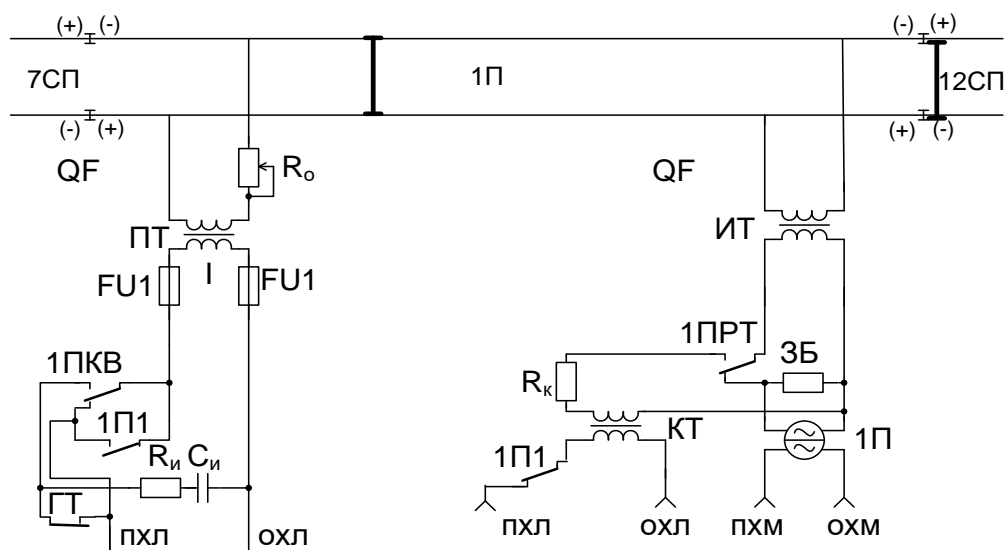 (+) (-) (-) (+)
7СП 1П 12СП
(-) (+) (+) (-)
QF Rо QF
ПТ ИТ
FU1 I FU1
1ПРТ ЗБ
1ПКВ Rк
1П1 КТ 1П
Rи Cи 1П1
ГТ
ПХЛ ОХЛ ПХЛ ОХЛ ПХМ ОХМ